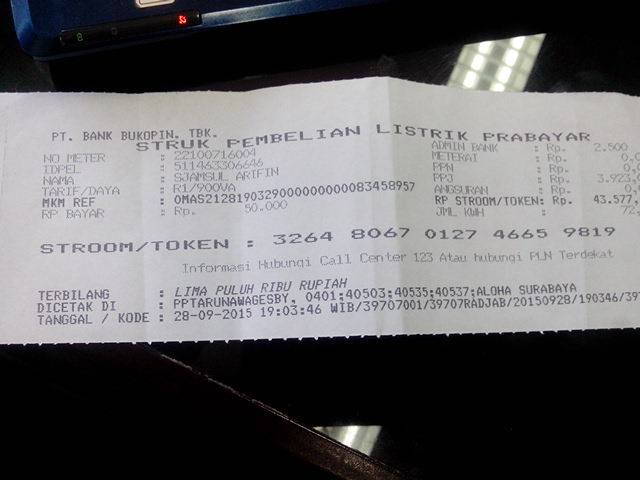 PT. BANK BUKOPIN. TBK.
STRUK PEMBELIAN LISTRIK PRABAYAR
NO METER : 22100716004
IDPEL : 511463306646
NAMA : SJAMSUL ARIFIN
TARIF/DAYA : R1/900VA
MKM REF : 0MAS21281903290000000000083458957
RP BAYAR : Rp. 50.000
ADMIN BANK : Rp. 2.500
METERAI : Rp. 0,0
PPN : Rp. 0,
PPJ : Rp. 3.923,
ANGSURAN : Rp. 0,
RP STROOM/TOKEN: Rp. 43.577,
JML KWH : 72,
STROOM/TOKEN : 3264 8067 0127 4665 9819
Informasi Hubungi Call Center 123 Atau hubungi PLN Terdekat
TERBILANG : LIMA PULUH RIBU RUPIAH
DICETAK DI : PPTARUNAWAGESBY, 0401;40503;40535;40537;ALOHA SURABAYA
TANGGAL / KODE : 28-09-2015 19:03:46 WIB/39707001/39707RADJAB/20150928/190346/39